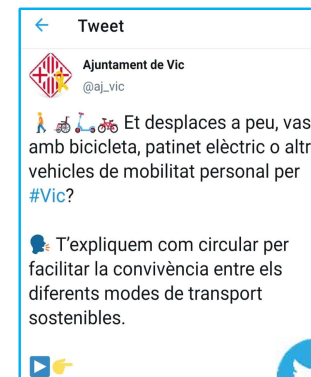 Tweet
Ajuntament de Vic
@aj_vic
Et desplaces a peu, vas
amb bicicleta, patinet elèctric o altr
vehicles de mobilitat personal per
#Vic?
T'expliquem com circular per
facilitar la convivència entre els
diferents modes de transport
sostenibles.